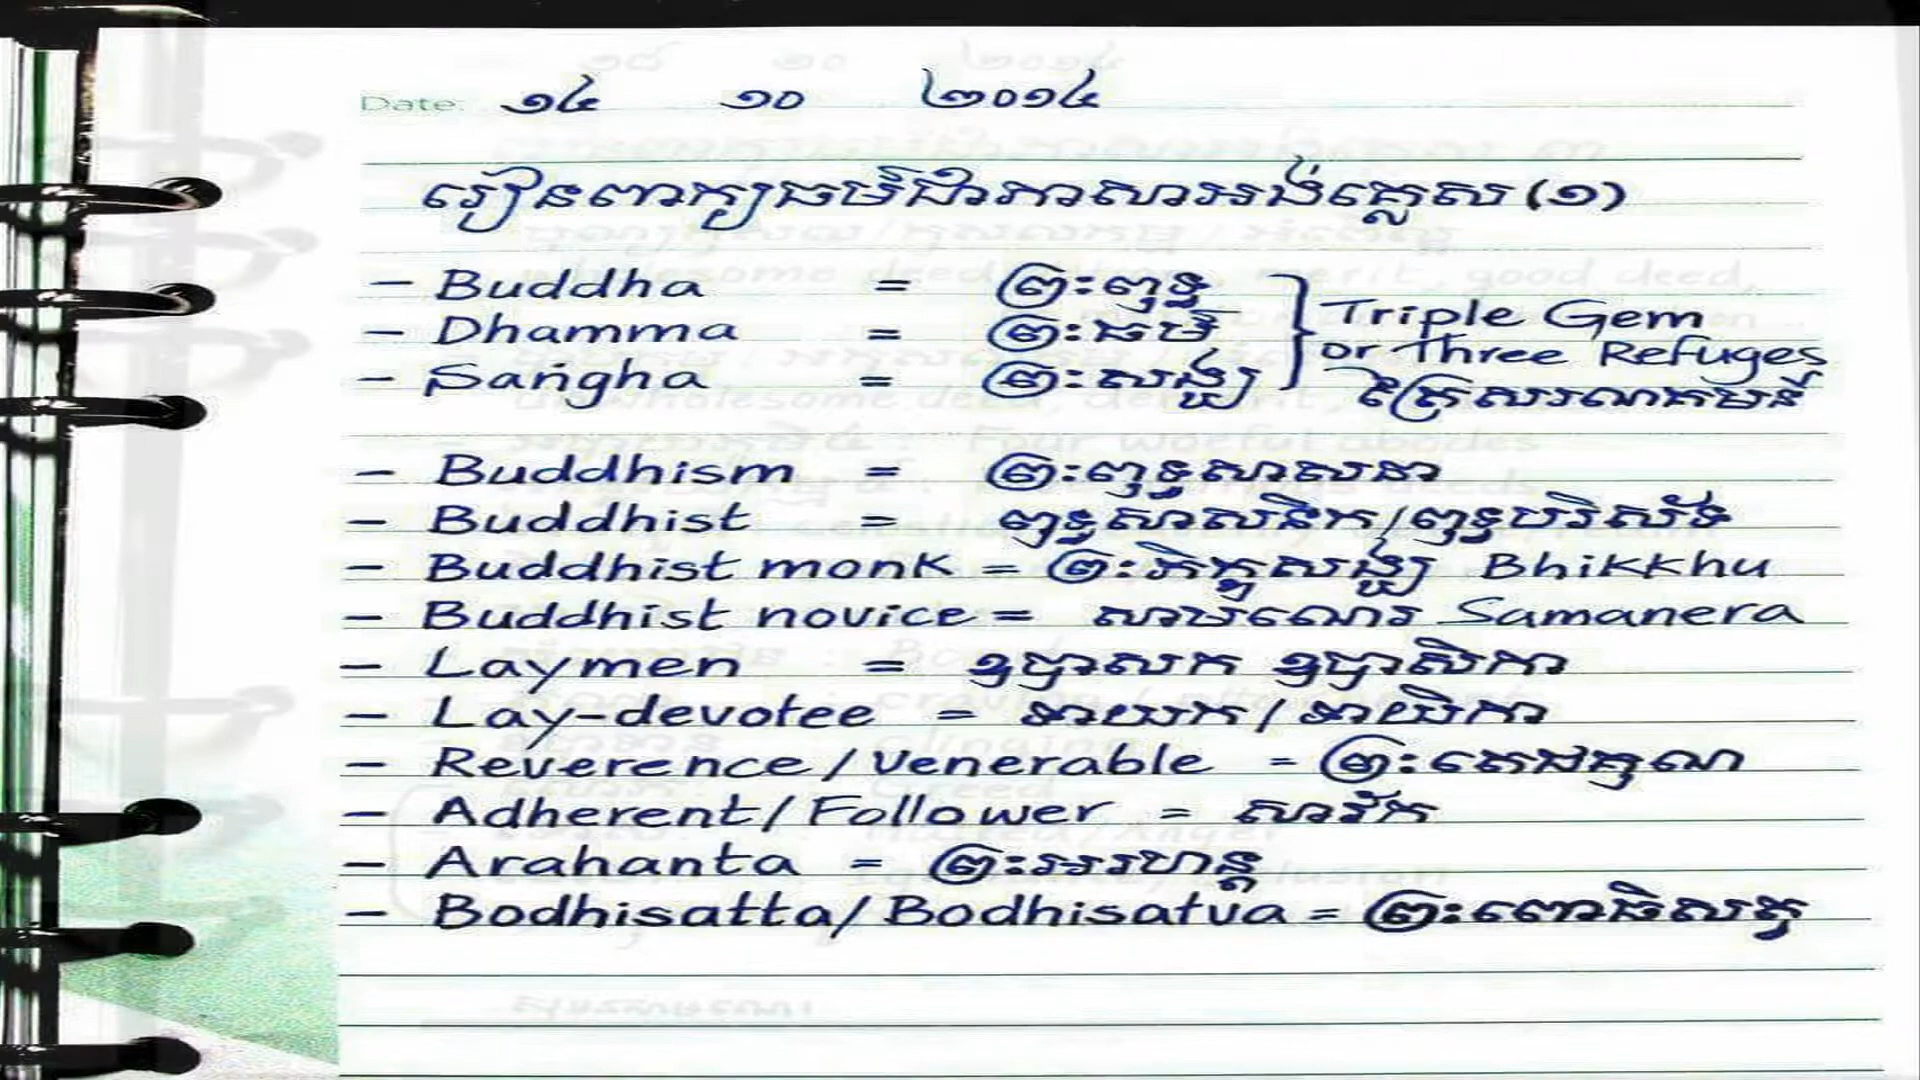 Date: ១៤ ១០ ២០១៤
រៀនពាក្យធម៌ជាភាសាអង់គ្លេស (១)
- Buddha = ព្រះពុទ្ធ
- Dhamma = ព្រះធម៌
- Saṅgha = ព្រះសង្ឃ
Triple Gem
or Three Refuges
ត្រៃសរណគមន៍
- Buddhism = ព្រះពុទ្ធសាសនា
- Buddhist = ពុទ្ធសាសនិក/ពុទ្ធបរិស័ទ
- Buddhist monk = ព្រះភិក្ខុសង្ឃ Bhikkhu
- Buddhist novice = សាមណេរ Samanera
- Laymen = ឧបាសក ឧបាសិកា
- Lay-devotee = ទាយក/ទាយិកា
- Reverence/Venerable = ព្រះតេជគុណ
- Adherent/Follower = សាវ័ក
- Arahanta = ព្រះអរហន្ត
- Bodhisatta/Bodhisatva = ព្រះពោធិសត្វ